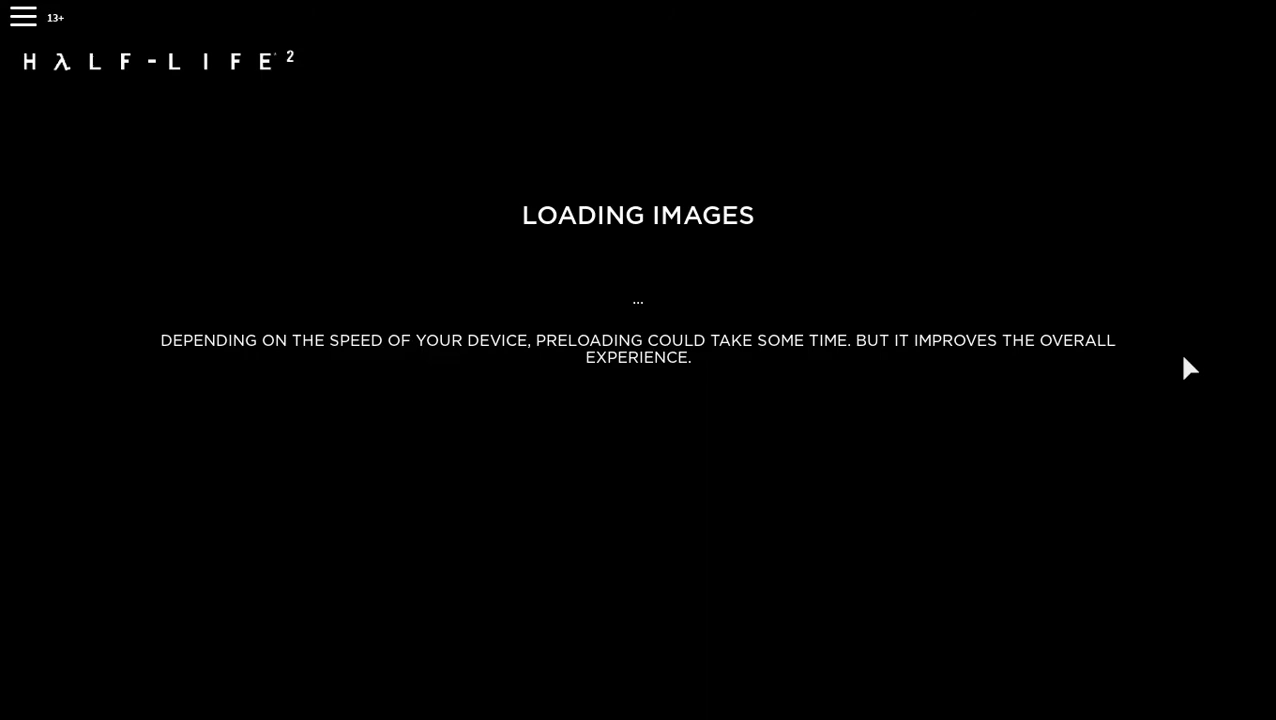 13+
HλLF-LIFE 2
LOADING IMAGES
...
DEPENDING ON THE SPEED OF YOUR DEVICE, PRELOADING COULD TAKE SOME TIME. BUT IT IMPROVES THE OVERALL
EXPERIENCE.